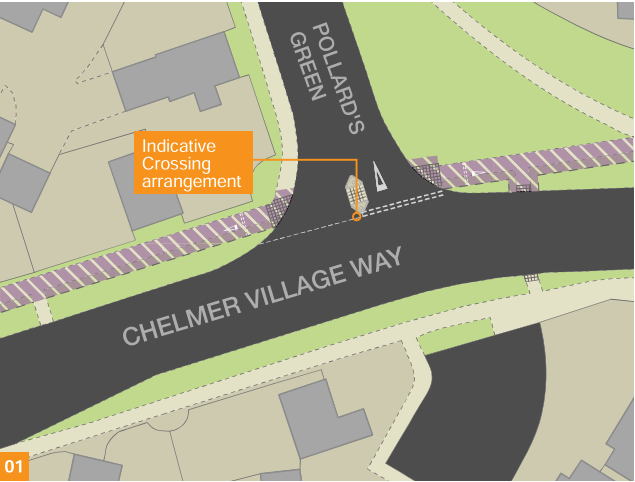 POLLARD'S
GREEN
Indicative
Crossing
arrangement
CHELMER VILLAGE WAY
01